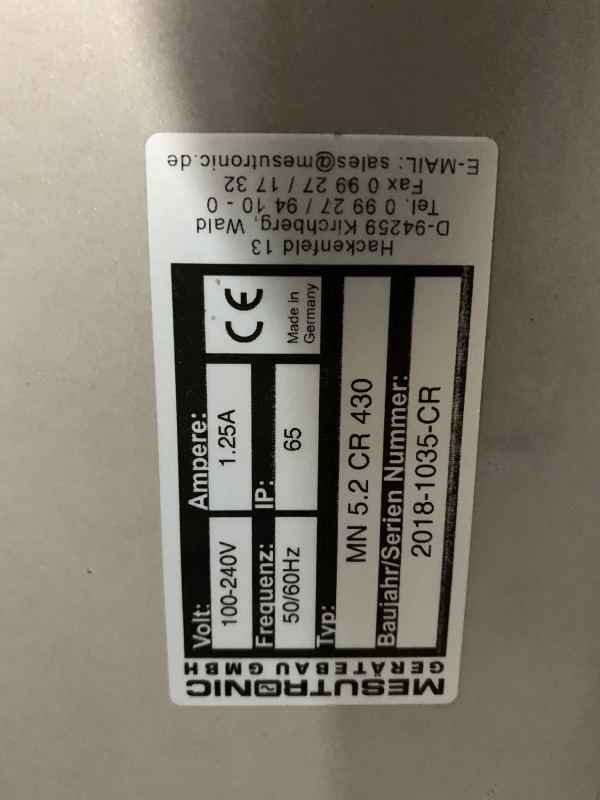 MESUTRONIC
GERÄTEBAU GMBH
Volt:
Ampere:
100-240V
1.25A
Frequenz:
IP:
50/60Hz
65
CE
Made in
Germany
Typ:
MN 5.2 CR 430
Baujahr/Serien Nummer:
2018-1035-CR
Hackenfeld 13
D-94259 Kirchberg, Wald
Tel. 0 99 27 / 94 10 - 0
Fax 0 99 27 / 17 32
E-MAIL: sales@mesutronic.de